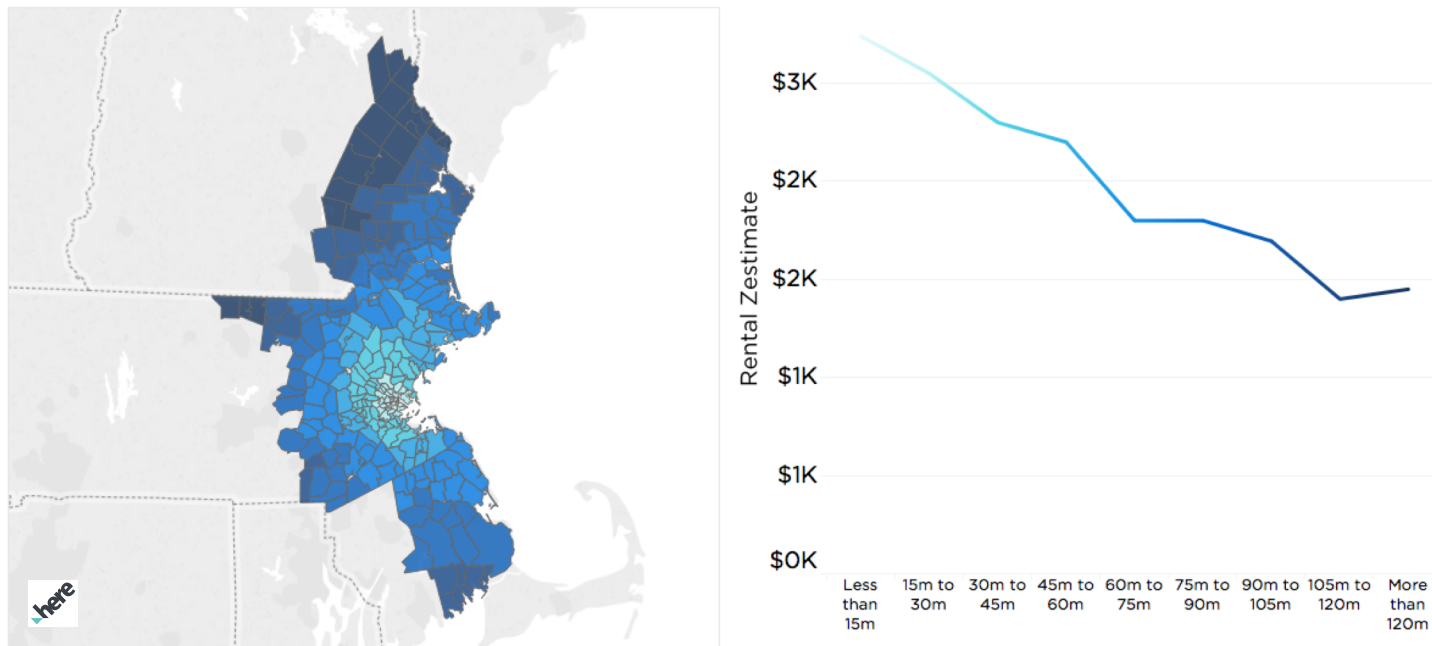 here
Rental Zestimate
$3K
$2K
$2K
$1K
$1K
$0K
Less than 15m
15m to 30m
30m to 45m
45m to 60m
60m to 75m
75m to 90m
90m to 105m
105m to 120m
More than 120m